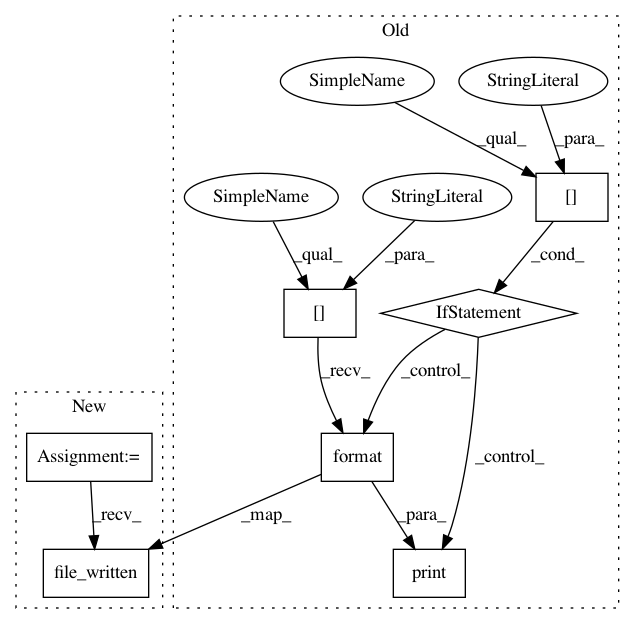 Old
SimpleName
StringLiteral
_qual_
_para_
SimpleName
StringLiteral
[]
_qual_
_para_
_cond_
[]
IfStatement
_recv_
_control_
New
Assignment:=
format
_control_
_recv_
_map_
_para_
file_written
print